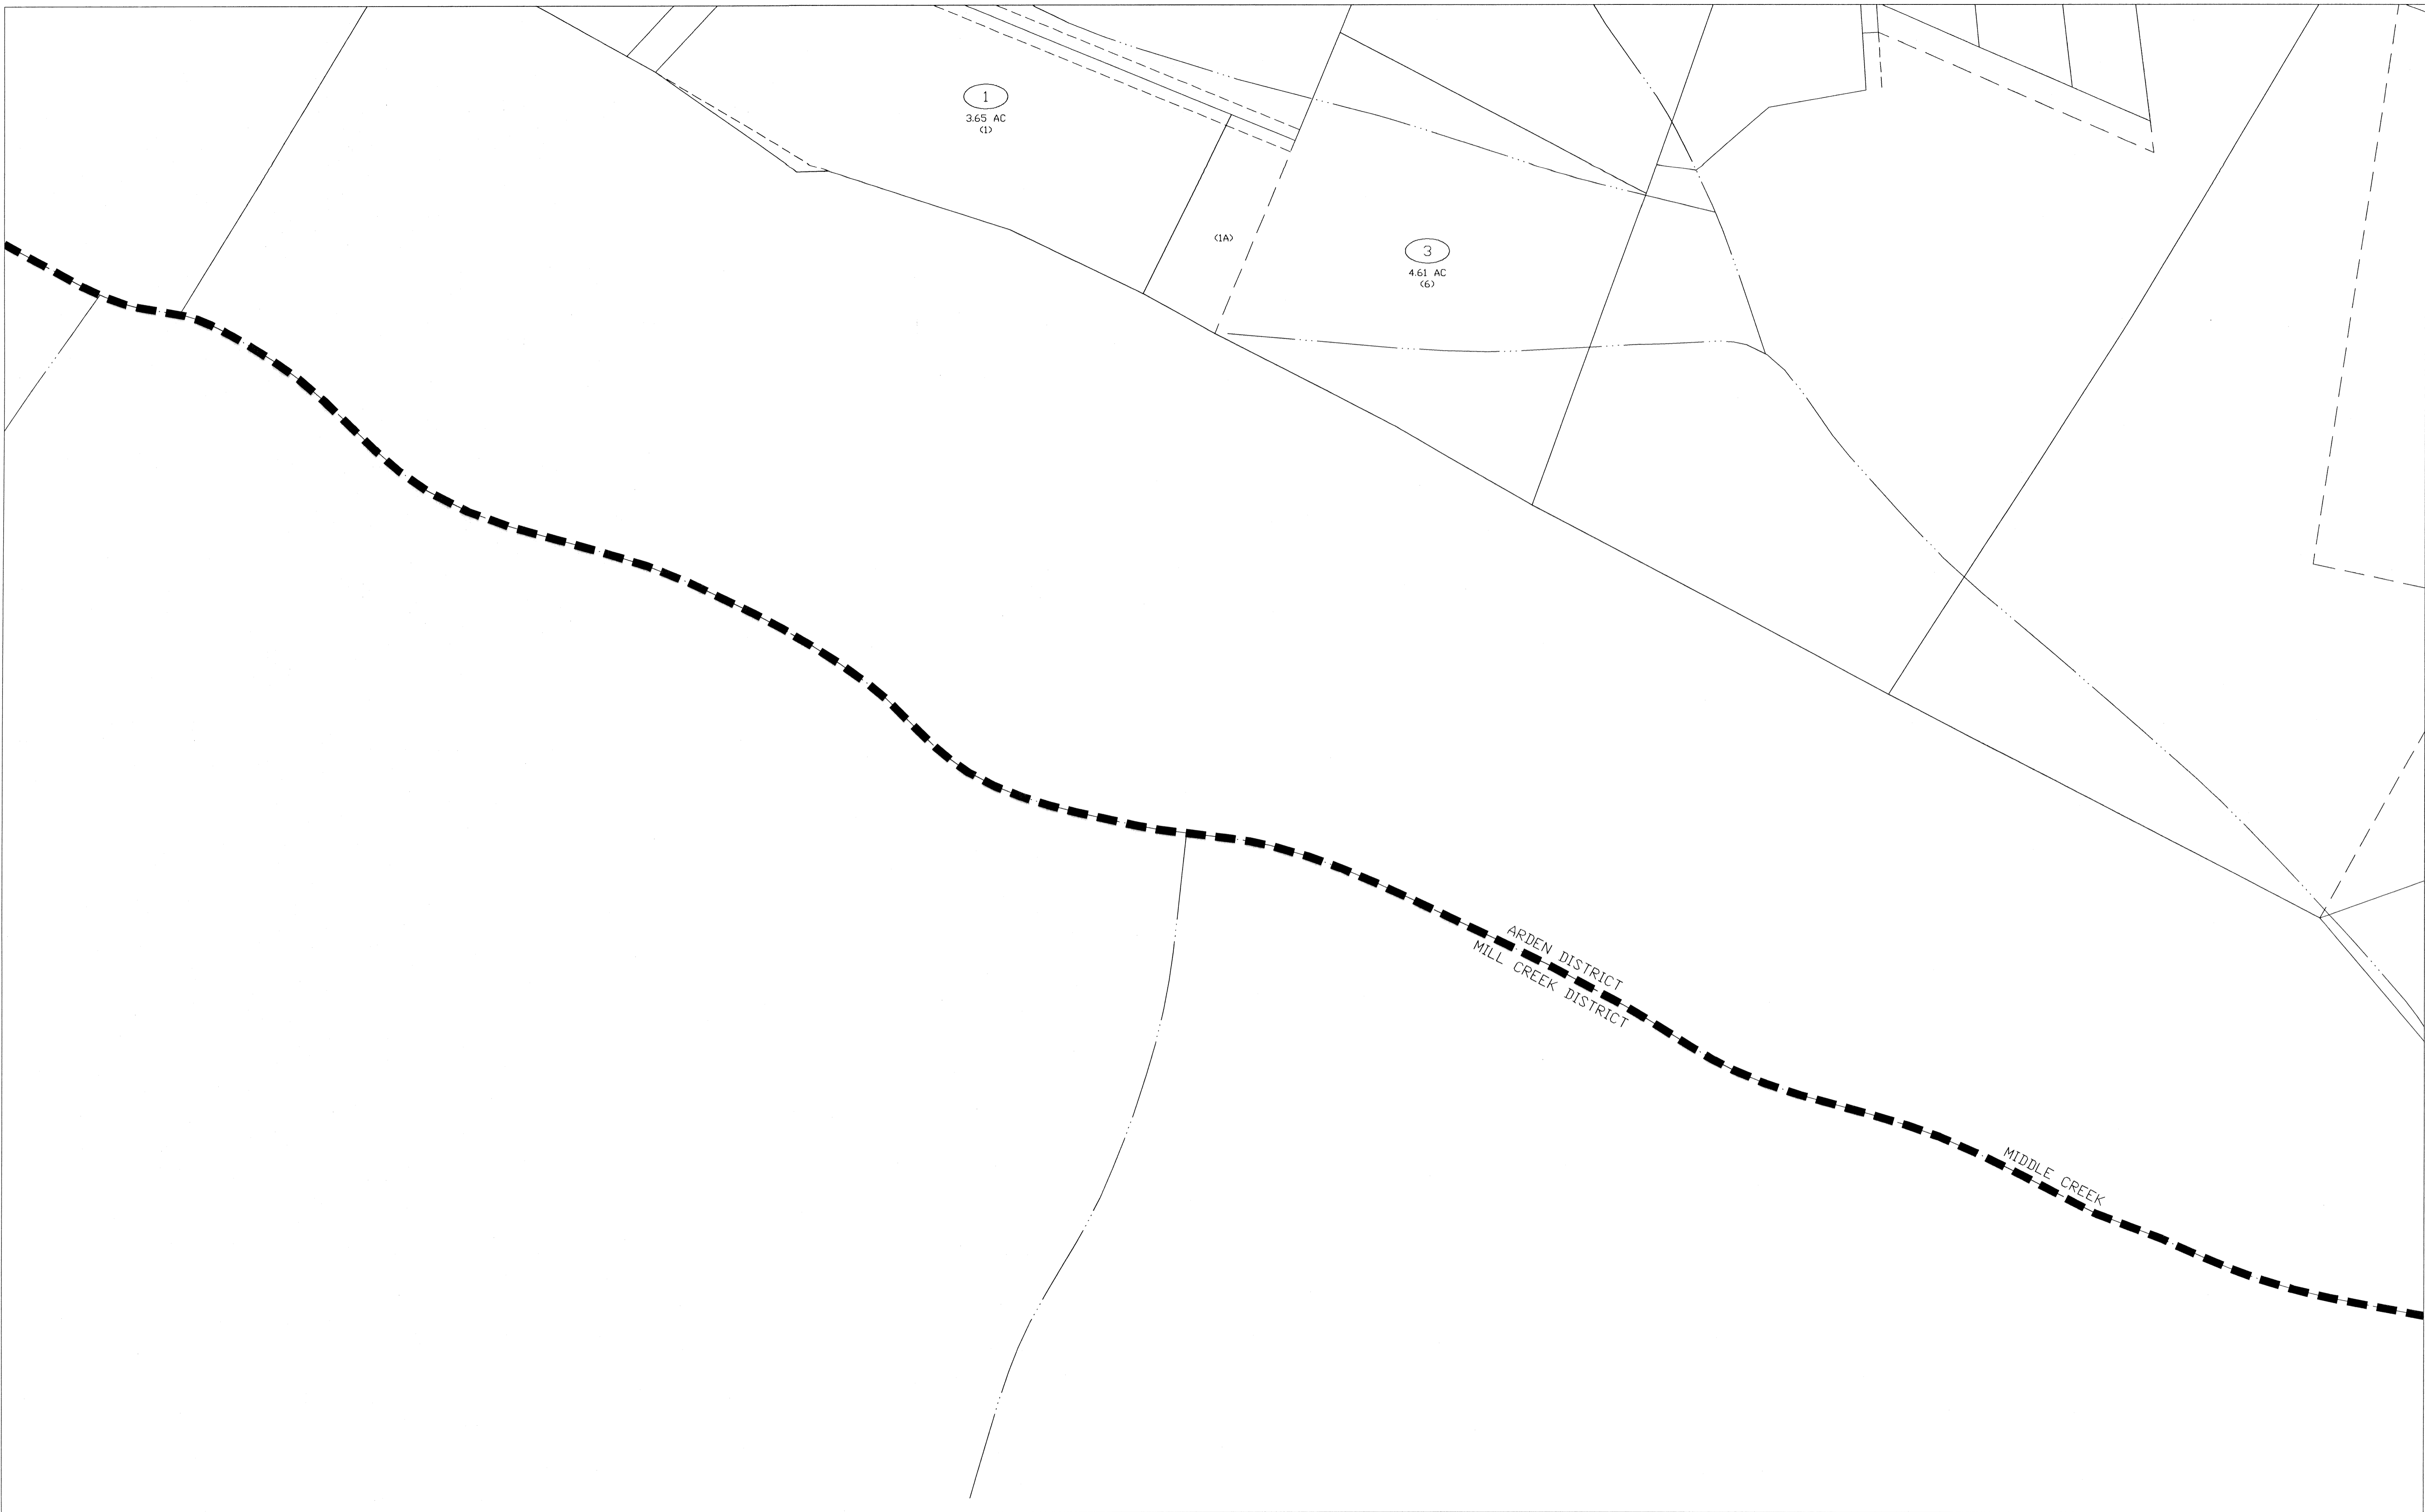 1
3.65 AC
(1)
(1A)
3
4.61 AC
(6)
ARDEN DISTRICT
MILL CREEK DISTRICT
MIDDLE CREEK